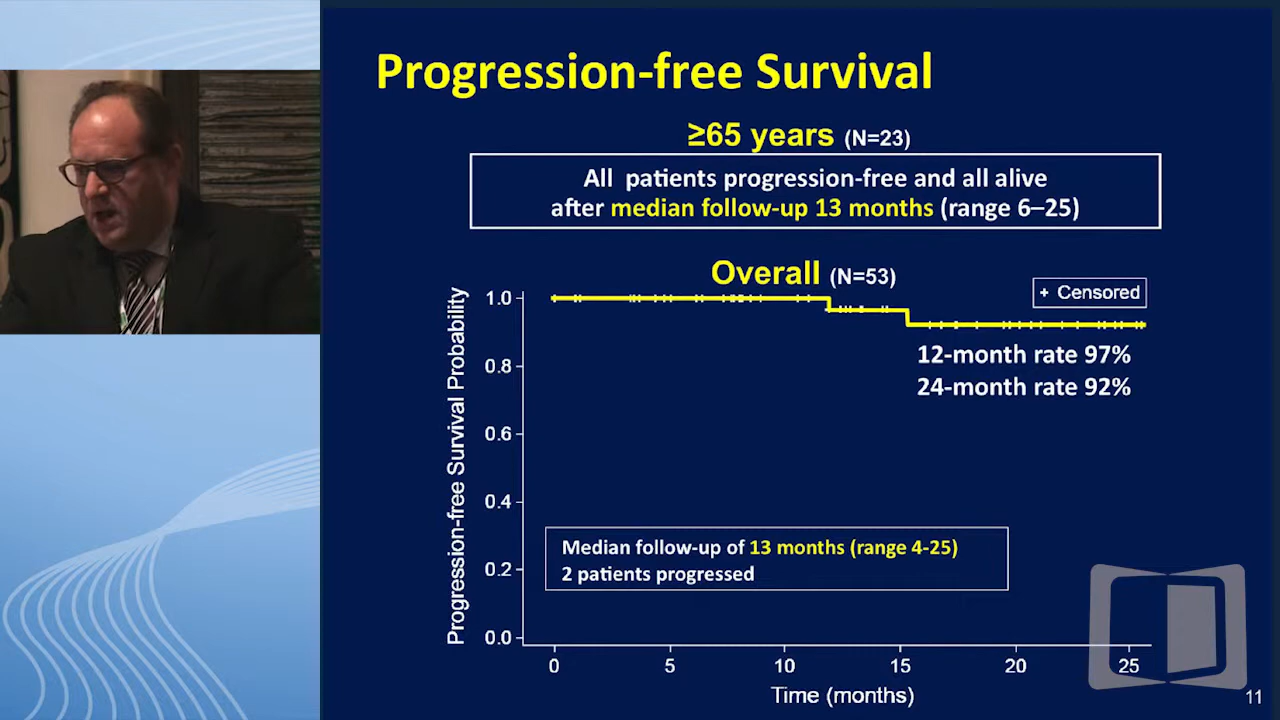 Progression-free Survival
≥65 years (N=23)
All patients progression-free and all alive
after median follow-up 13 months (range 6–25)
Overall (N=53)
+ Censored
12-month rate 97%
24-month rate 92%
Progression-free Survival Probability
1.0
0.8
0.6
0.4
0.2
0.0
Median follow-up of 13 months (range 4-25)
2 patients progressed
0 5 10 15 20 25
Time (months)
11